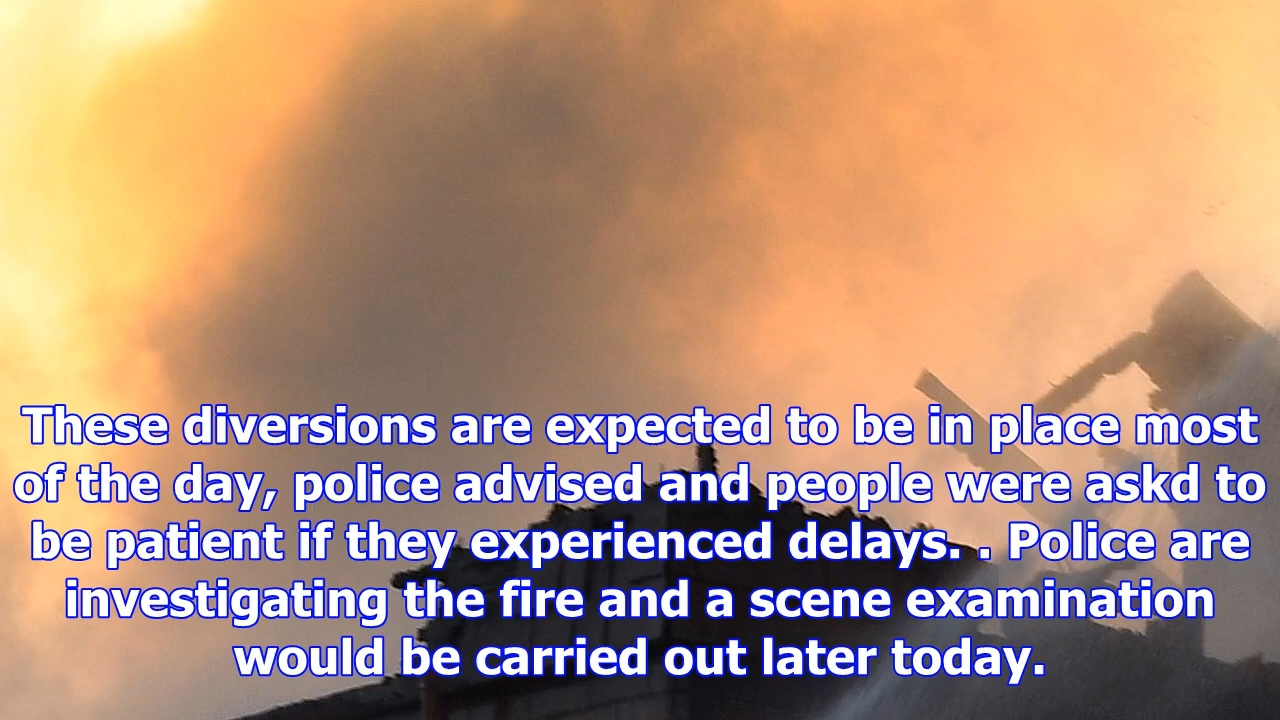 These diversions are expected to be in place most
of the day, police advised and people were askd to
be patient if they experienced delays. . Police are
investigating the fire and a scene examination
would be carried out later today.